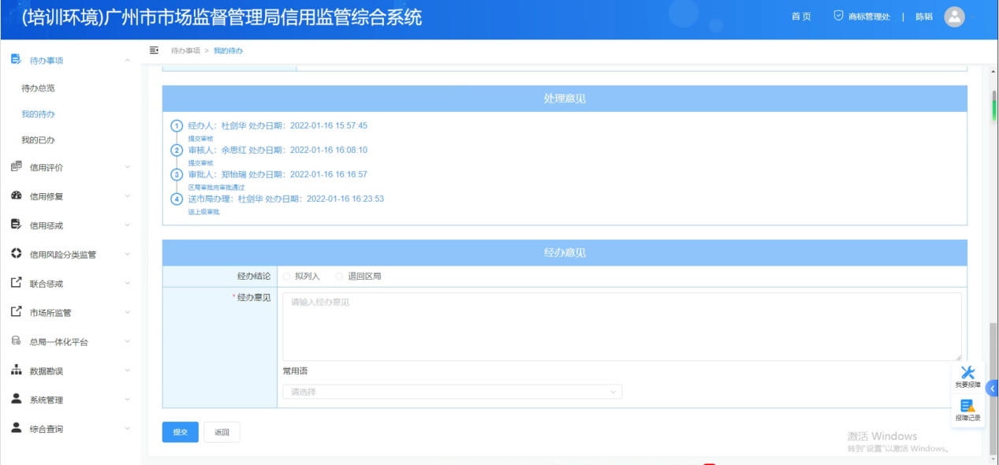 (培训环境)广州市市场监督管理局信用监管综合系统
首页 商标管理处 | 陈韬
待办事项
待办事项 > 我的待办
待办总览
我的待办
我的已办
信用评价
信用修复
信用惩戒
信用风险分类监管
联合惩戒
市场所监管
总局一体化平台
数据勘误
系统管理
综合查询
处理意见
1 经办人：杜剑华 处办日期：2022-01-16 15:57:45
提交审核
2 审核人：余思红 处办日期：2022-01-16 16:08:10
提交审核
3 审批人：郑怡瑞 处办日期：2022-01-16 16:16:57
区局审批岗审批通过
4 送市局办理：杜剑华 处办日期：2022-01-16 16:23:53
送上级审批
经办意见
经办结论 拟列入 退回区局
*经办意见 请输入经办意见
常用语
请选择
提交 返回
我要报障
报障记录
激活 Windows
转到"设置"以激活 Windows。